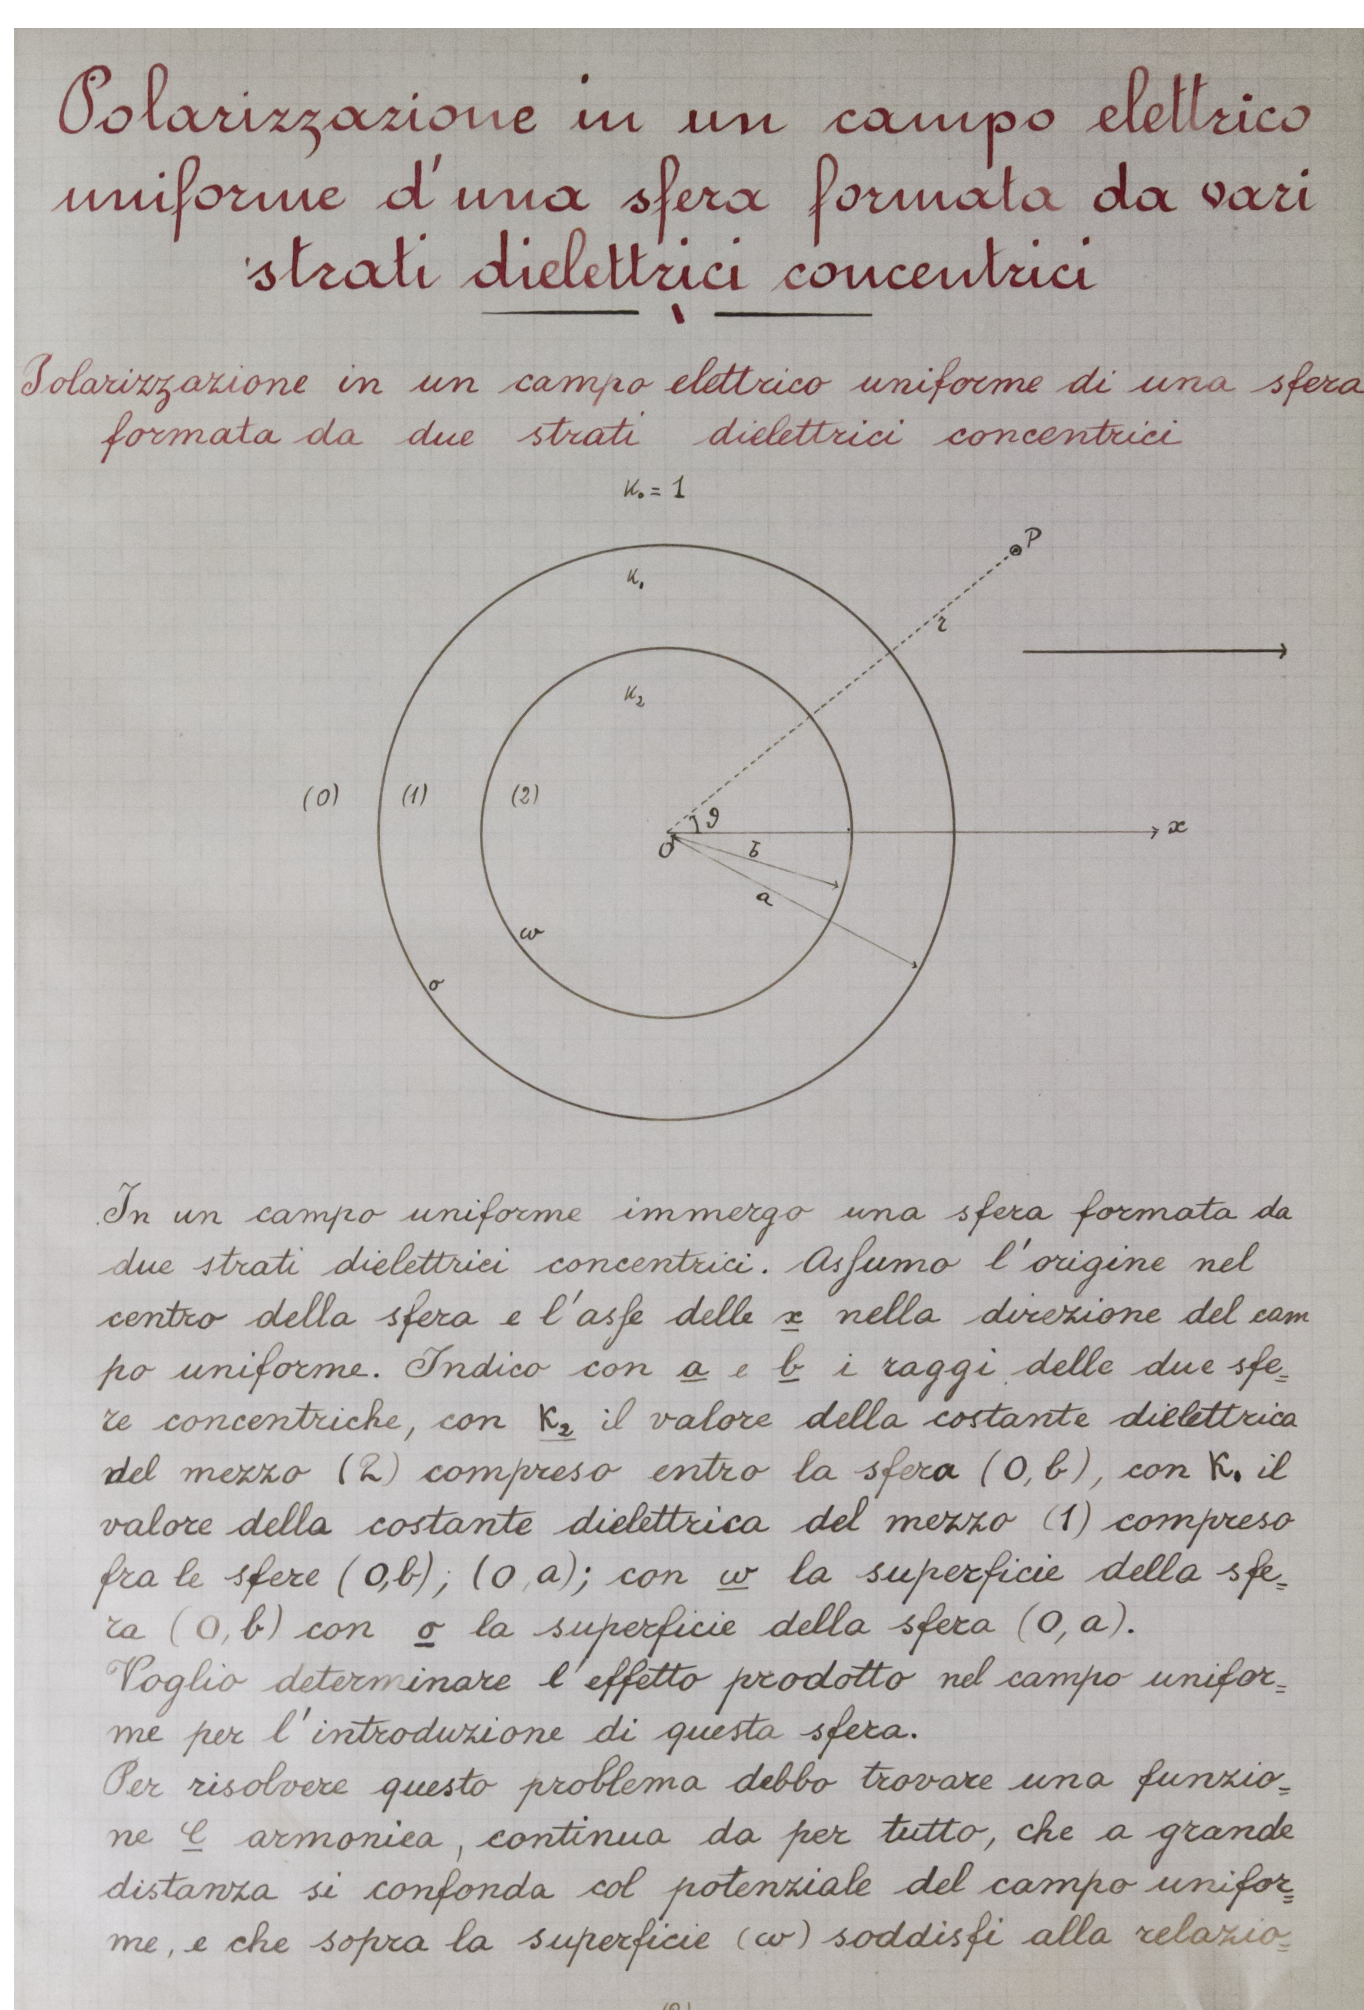 Polarizzazione in un campo elettrico
uniforme d'una sfera formata da vari
strati dielettrici concentrici
Polarizzazione in un campo elettrico uniforme di una sfera
formata da due strati dielettrici concentrici
K₀ = 1
P
K₁
r
K₂
(0) (1) (2)
θ
x
O
b
a
ω
σ
In un campo uniforme immergo una sfera formata da
due strati dielettrici concentrici. Assumo l'origine nel
centro della sfera e l'asse delle x nella direzione del cam
po uniforme. Indico con a e b i raggi delle due sfe=
re concentriche, con K₂ il valore della costante dielettrica
del mezzo (2) compreso entro la sfera (0, b), con K₁ il
valore della costante dielettrica del mezzo (1) compreso
fra le sfere (0,b); (0,a); con ω la superficie della sfe=
ra (0, b) con σ la superficie della sfera (0, a).
Voglio determinare l'effetto prodotto nel campo unifor=
me per l'introduzione di questa sfera.
Per risolvere questo problema debbo trovare una funzio=
ne φ armonica, continua da per tutto, che a grande
distanza si confonda col potenziale del campo unifor=
me, e che sopra la superficie (ω) soddisfi alla relazio=